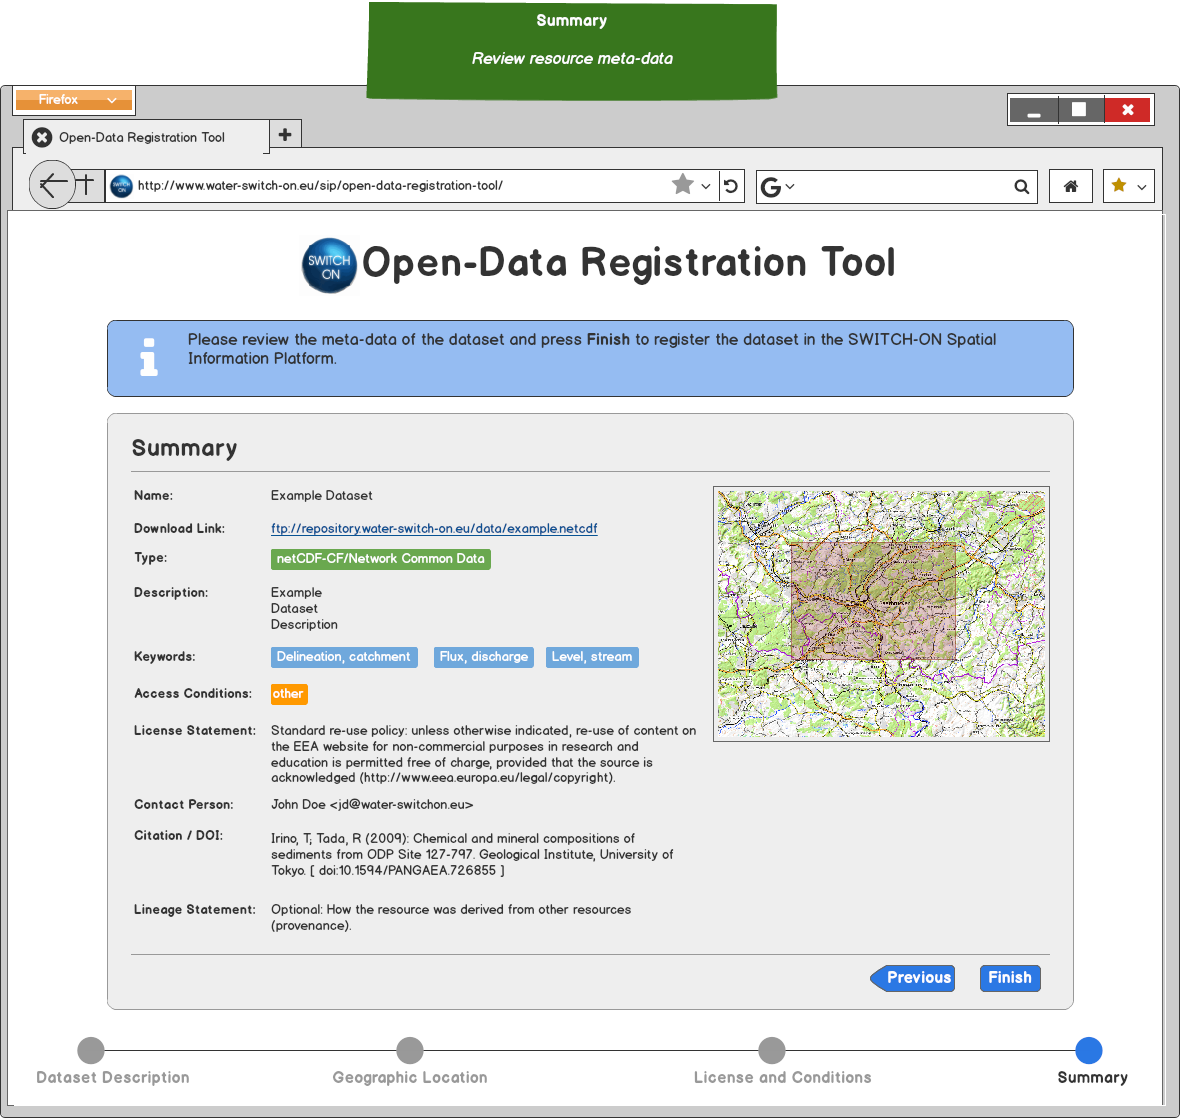 Summary
Review resource meta-data
Firefox
Open-Data Registration Tool
SWITCH
ON
http://www.water-switch-on.eu/sip/open-data-registration-tool/
G
SWITCH
ON
Open-Data Registration Tool
Please review the meta-data of the dataset and press Finish to register the dataset in the SWITCH-ON Spatial
Information Platform.
Summary
Name: Example Dataset
Download Link: ftp://repository.water-switch-on.eu/data/example.netcdf
Type: netCDF-CF/Network Common Data
Description: Example
Dataset
Description
Keywords: Delineation, catchment Flux, discharge Level, stream
Access Conditions: other
License Statement: Standard re-use policy: unless otherwise indicated, re-use of content on
the EEA website for non-commercial purposes in research and
education is permitted free of charge, provided that the source is
acknowledged (http://www.eea.europa.eu/legal/copyright).
Contact Person: John Doe <jd@water-switchon.eu>
Citation / DOI: Irino, T; Tada, R (2009): Chemical and mineral compositions of
sediments from ODP Site 127-797. Geological Institute, University of
Tokyo. [ doi:10.1594/PANGAEA.726855 ]
Lineage Statement: Optional: How the resource was derived from other resources
(provenance).
Previous Finish
Dataset Description Geographic Location License and Conditions Summary